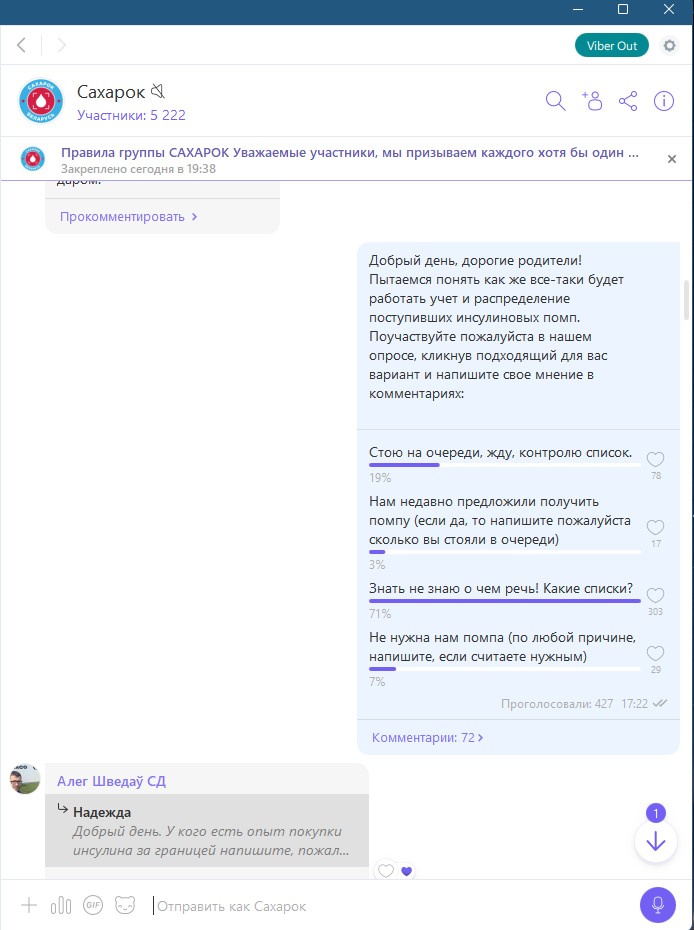 Viber Out
Сахарок
Участники: 5 222
САХАРОК
БЕЛАРУСЬ
Правила группы САХАРОК Уважаемые участники, мы призываем каждого хотя бы один ...
Закреплено сегодня в 19:38
даром.
Прокомментировать
Добрый день, дорогие родители!
Пытаемся понять как же все-таки будет
работать учет и распределение
поступивших инсулиновых помп.
Поучаствуйте пожалуйста в нашем
опросе, кликнув подходящий для вас
вариант и напишите свое мнение в
комментариях:
Стою на очереди, жду, контролю список.
78
19%
Нам недавно предложили получить
помпу (если да, то напишите пожалуйста
сколько вы стояли в очереди)
17
3%
Знать не знаю о чем речь! Какие списки?
303
71%
Не нужна нам помпа (по любой причине,
напишите, если считаете нужным)
29
7%
Проголосовали: 427 17:22
Комментарии: 72
Алег Шведаў СД
Надежда
Добрый день. У кого есть опыт покупки
инсулина за границей напишите, пожал...
1
GIF
Отправить как Сахарок